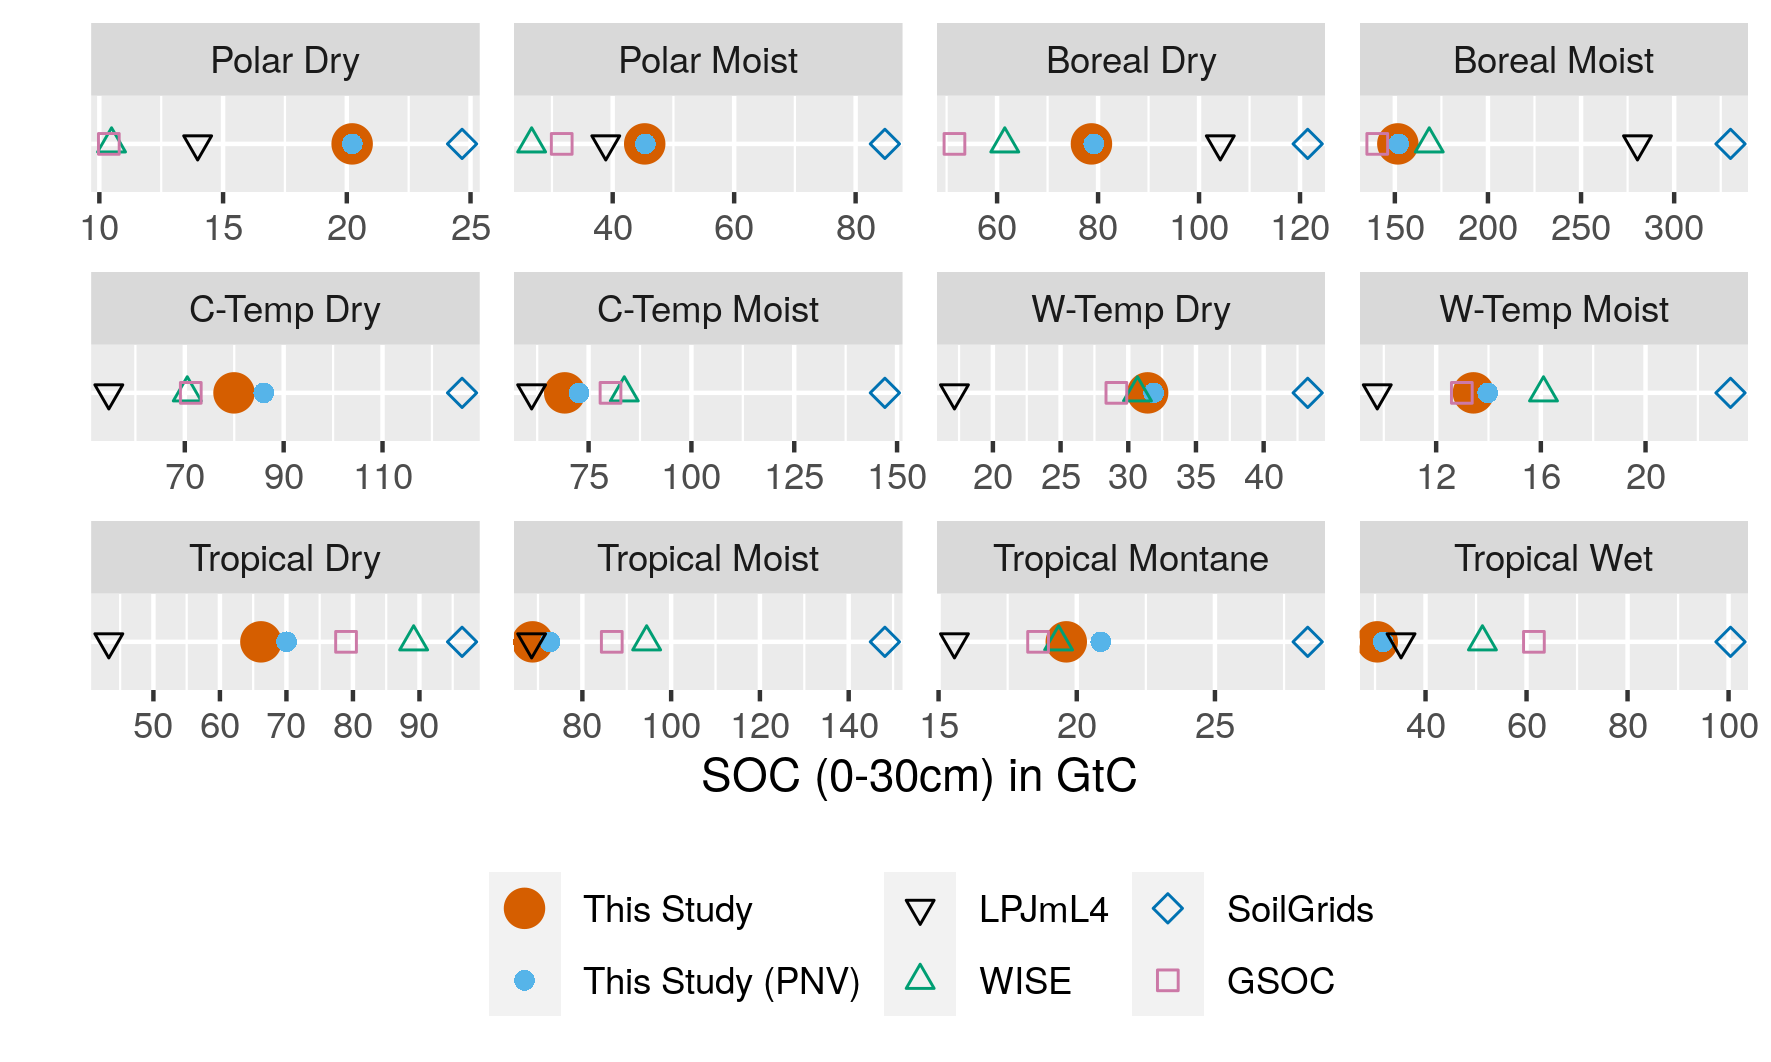 Polar Dry Polar Moist Boreal Dry Boreal Moist
10 15 20 25 40 60 80 60 80 100 120 150 200 250 300
C-Temp Dry C-Temp Moist W-Temp Dry W-Temp Moist
70 90 110 75 100 125 150 20 25 30 35 40 12 16 20
Tropical Dry Tropical Moist Tropical Montane Tropical Wet
50 60 70 80 90 80 100 120 140 15 20 25 40 60 80 100
SOC (0-30cm) in GtC
This Study LPJmL4 SoilGrids
This Study (PNV) WISE GSOC